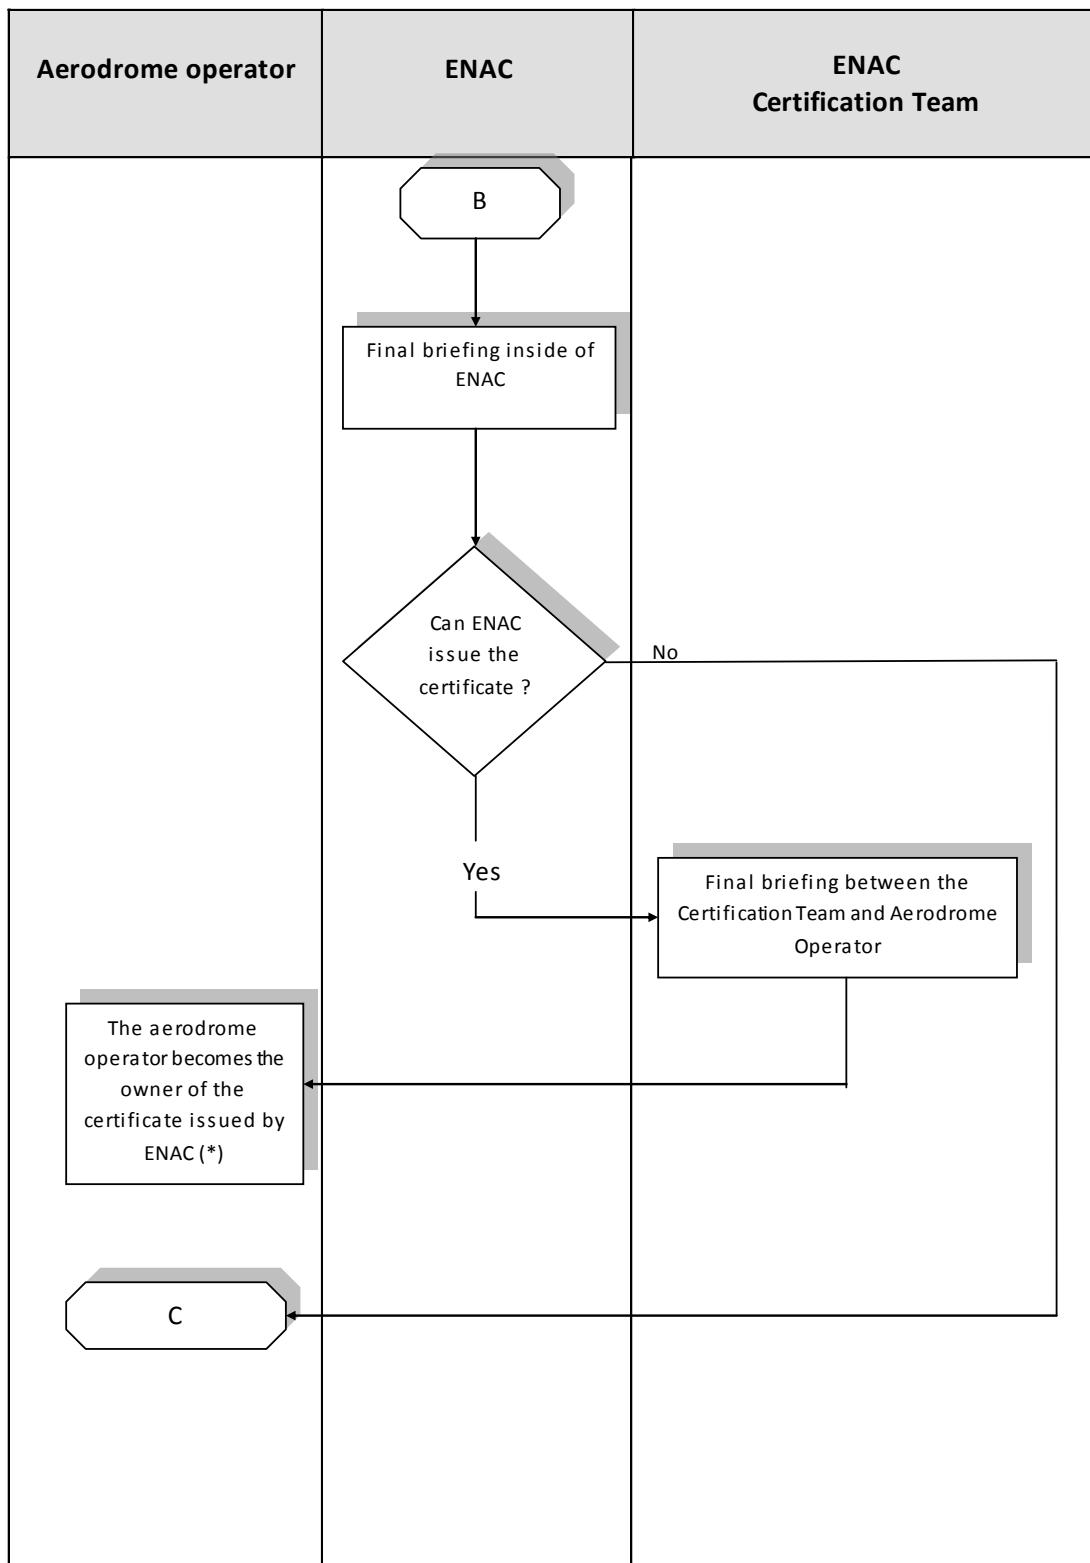 Aerodrome operator
ENAC
ENAC
Certification Team
B
Final briefing inside of
ENAC
Can ENAC
issue the
certificate ?
No
Yes
Final briefing between the
Certification Team and Aerodrome
Operator
The aerodrome
operator becomes the
owner of the
certificate issued by
ENAC (*)
C